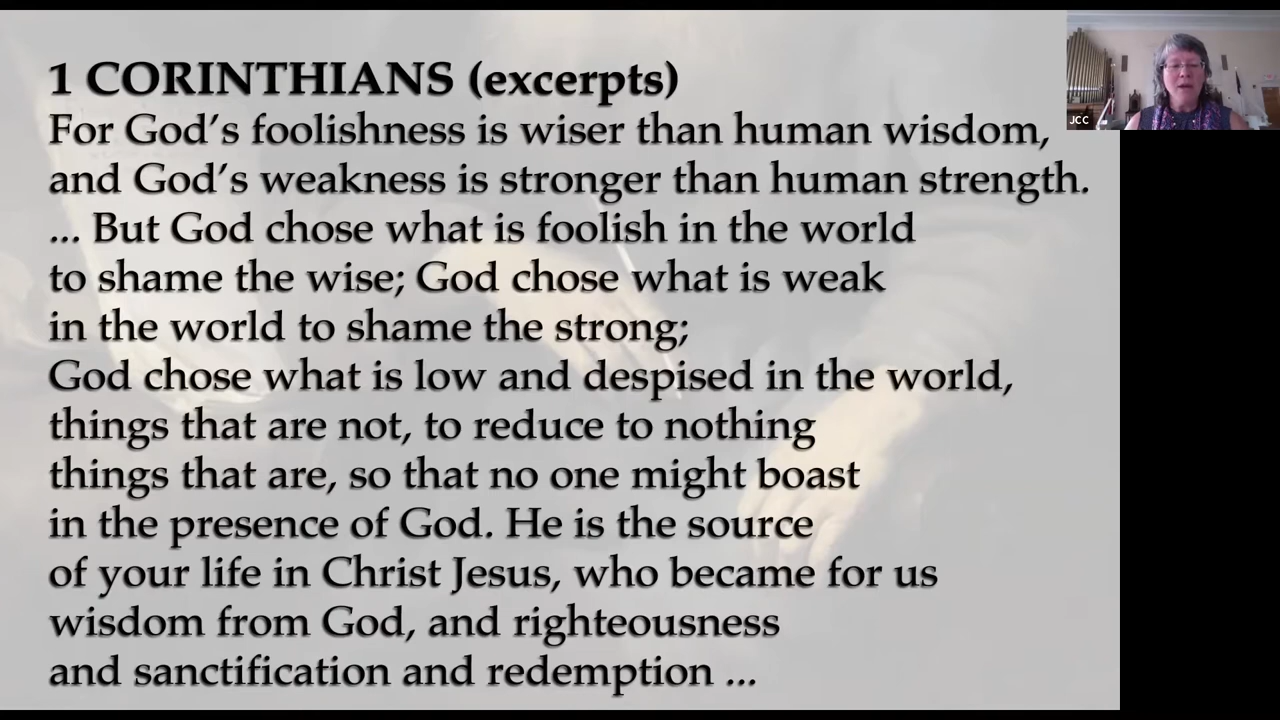 1 CORINTHIANS (excerpts)
For God’s foolishness is wiser than human wisdom,
and God’s weakness is stronger than human strength.
... But God chose what is foolish in the world
to shame the wise; God chose what is weak
in the world to shame the strong;
God chose what is low and despised in the world,
things that are not, to reduce to nothing
things that are, so that no one might boast
in the presence of God. He is the source
of your life in Christ Jesus, who became for us
wisdom from God, and righteousness
and sanctification and redemption ...
JCC